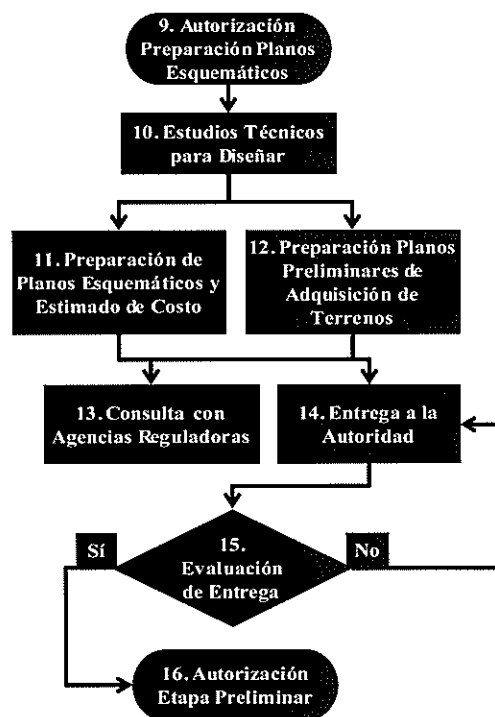 9. Autorización
Preparación Planos
Esquemáticos
10. Estudios Técnicos
para Diseñar
11. Preparación de
Planos Esquemáticos y
Estimado de Costo
12. Preparación Planos
Preliminares de
Adquisición de
Terrenos
13. Consulta con
Agencias Reguladoras
14. Entrega a la
Autoridad
Sí
15.
Evaluación
de Entrega
No
16. Autorización
Etapa Preliminar